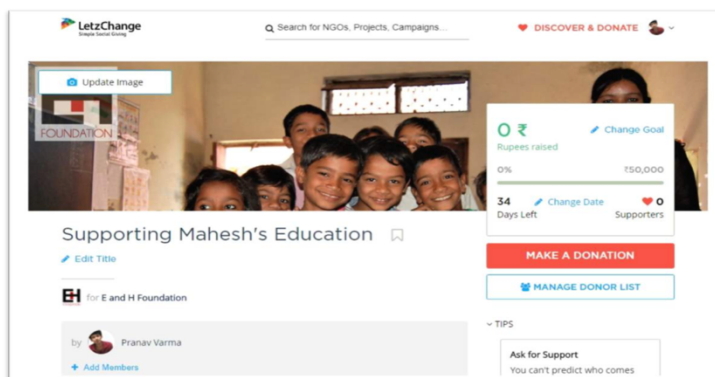 LetzChange
Simple Social Giving
Search for NGOs, Projects, Campaigns...
DISCOVER & DONATE
Update Image
FOUNDATION
0 ₹
Change Goal
Rupees raised
0%
₹50,000
34
Change Date
0
Days Left
Supporters
Supporting Mahesh's Education
Edit Title
MAKE A DONATION
EH for E and H Foundation
MANAGE DONOR LIST
by Pranav Varma
+ Add Members
TIPS
Ask for Support
You can't predict who comes